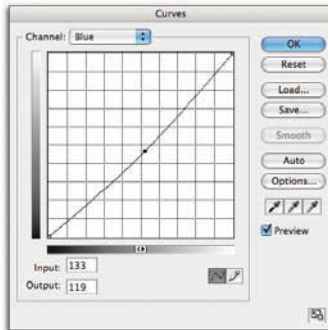 Curves
Channel: Blue
OK
Reset
Load...
Save...
Smooth
Auto
Options...
Preview
Input: 133
Output: 119